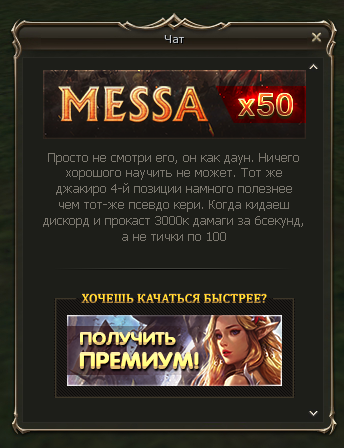 Чат
MESSA x50
Просто не смотри его, он как даун. Ничего
хорошого научить не может. Тот же
джакиро 4-й позиции намного полезнее
чем тот-же псевдо кери. Когда кидаеш
дискорд и прокаст 3000к дамаги за 6секунд,
а не тички по 100
ХОЧЕШЬ КАЧАТЬСЯ БЫСТРЕЕ?
ПОЛУЧИТЬ
ПРЕМИУМ!